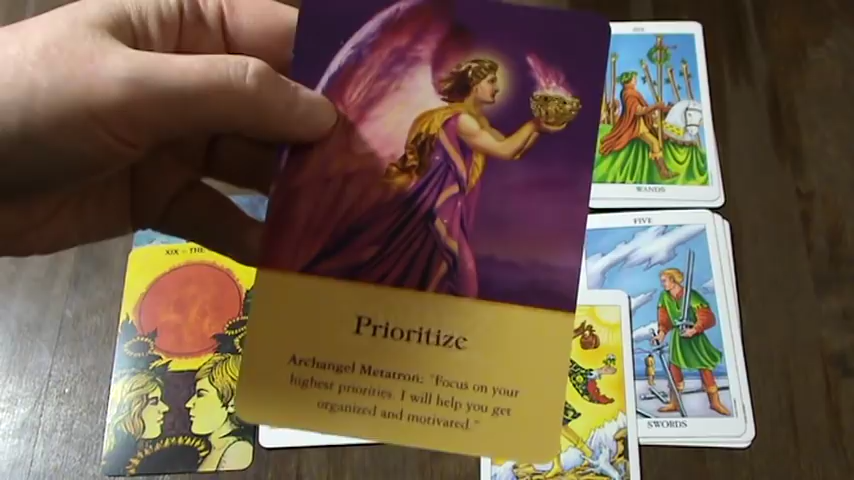 SIX
WANDS
FIVE
SWORDS
XIX - THE
Prioritize
Archangel Metatron: "Focus on your
highest priorities. I will help you get
organized and motivated."